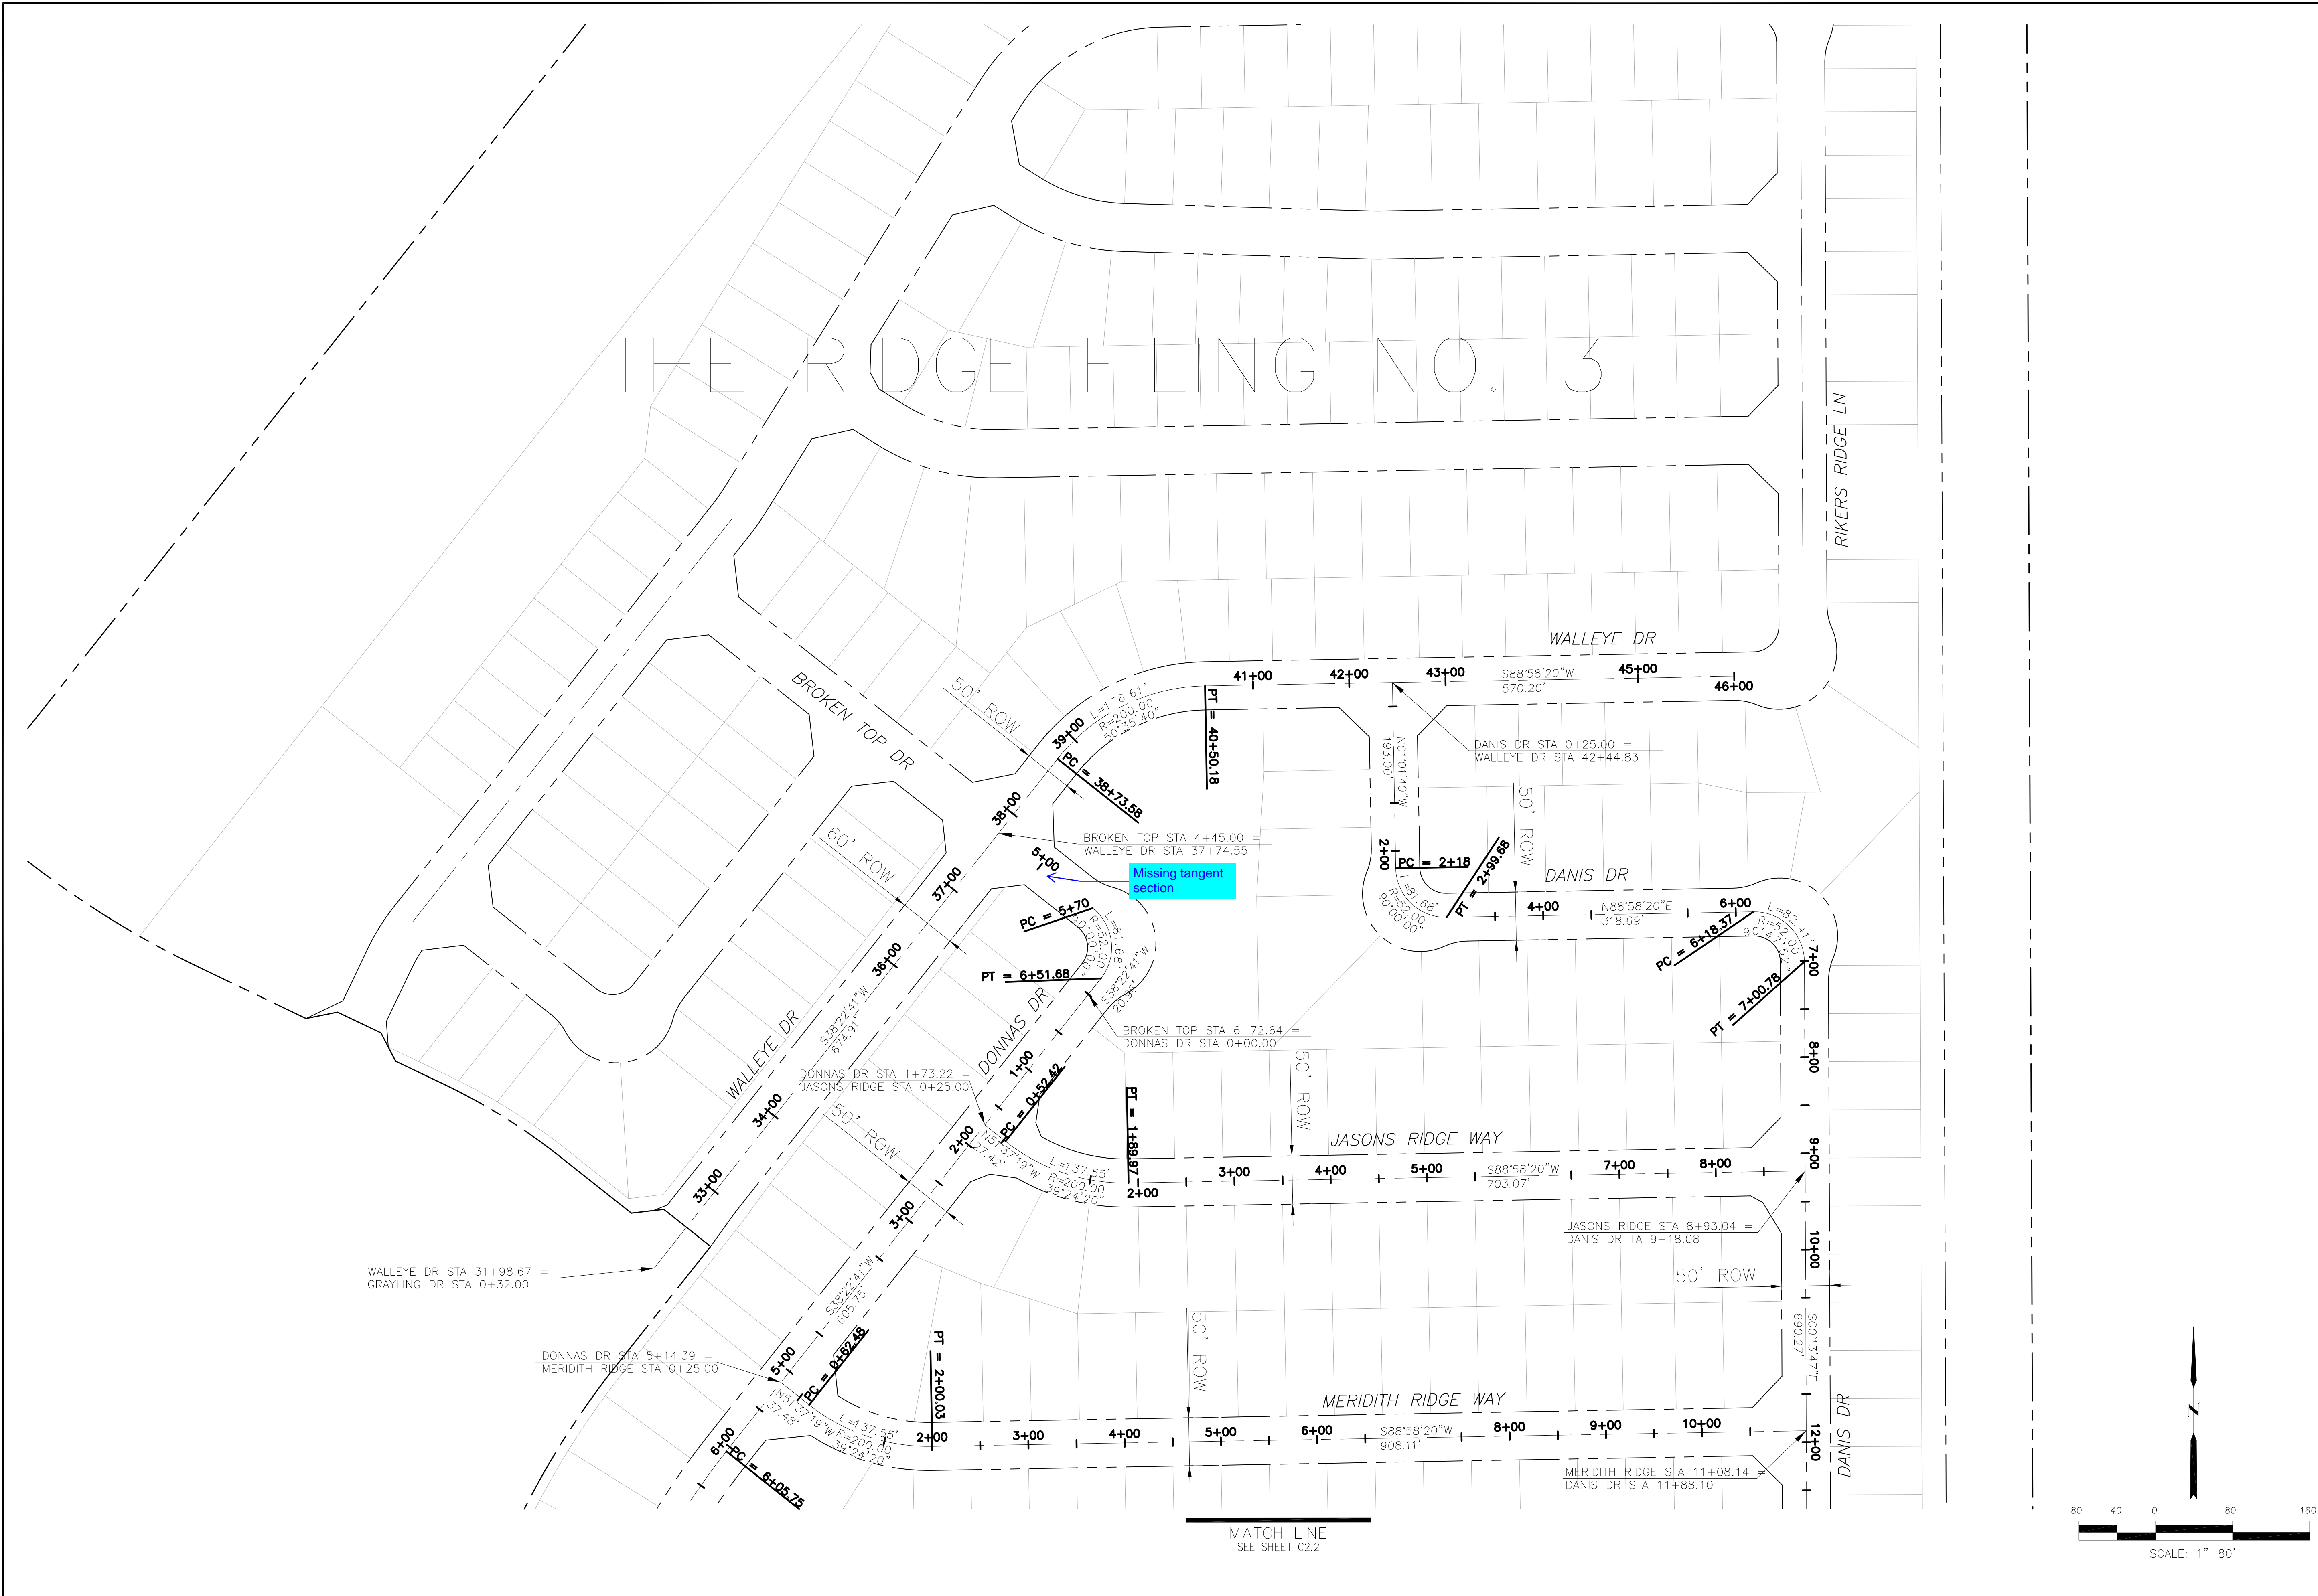 THE RIDGE FILING NO. 3
RIKERS RIDGE LN
WALLEYE DR
BROKEN TOP DR
50' ROW
41+00
42+00
43+00
S88°58'20"W
570.20'
45+00
46+00
L=176.61'
R=200.00
50°35'40"
39+00
PC = 38+73.58
PT = 40+50.18
DANIS DR STA 0+25.00 =
WALLEYE DR STA 42+44.83
N01°01'40"W
193.00'
38+00
BROKEN TOP STA 4+45.00 =
WALLEYE DR STA 37+74.55
5+00
Missing tangent
section
60' ROW
37+00
2+00
PC = 2+18
PT = 2+99.68
50' ROW
L=81.68'
R=52.00
90°00'00"
DANIS DR
4+00
N88°58'20"E
318.69'
6+00
PC = 6+18.37
L=82.41'
R=52.00
90°47'52"
7+00
PT = 7+00.78
PC = 5+70
L=81.68'
R=52.00
90°00'00"
PT = 6+51.68
S38°22'41"W
20.96'
36+00
S38°22'41"W
674.91'
WALLEYE DR
DONNAS DR
BROKEN TOP STA 6+72.64 =
DONNAS DR STA 0+00.00
8+00
DONNAS DR STA 1+73.22 =
JASONS RIDGE STA 0+25.00
1+00
PC = 0+52.42
PT = 1+89.97
50' ROW
34+00
50' ROW
2+00
N51°37'19"W
27.42'
L=137.55'
R=200.00
39°24'20"
2+00
3+00
4+00
5+00
JASONS RIDGE WAY
S88°58'20"W
703.07'
7+00
8+00
9+00
33+00
3+00
JASONS RIDGE STA 8+93.04 =
DANIS DR TA 9+18.08
10+00
50' ROW
WALLEYE DR STA 31+98.67 =
GRAYLING DR STA 0+32.00
S38°22'41"W
605.75'
S00°13'47"E
690.27'
DONNAS DR STA 5+14.39 =
MERIDITH RIDGE STA 0+25.00
5+00
PC = 0+62.48
PT = 2+00.03
50' ROW
MERIDITH RIDGE WAY
N51°37'19"W
37.48'
L=137.55'
R=200.00
39°24'20"
2+00
3+00
4+00
5+00
6+00
S88°58'20"W
908.11'
8+00
9+00
10+00
12+00
DANIS DR
6+00
PC = 6+05.75
MERIDITH RIDGE STA 11+08.14 =
DANIS DR STA 11+88.10
MATCH LINE
SEE SHEET C2.2
N
80 40 0 80 160
SCALE: 1"=80'